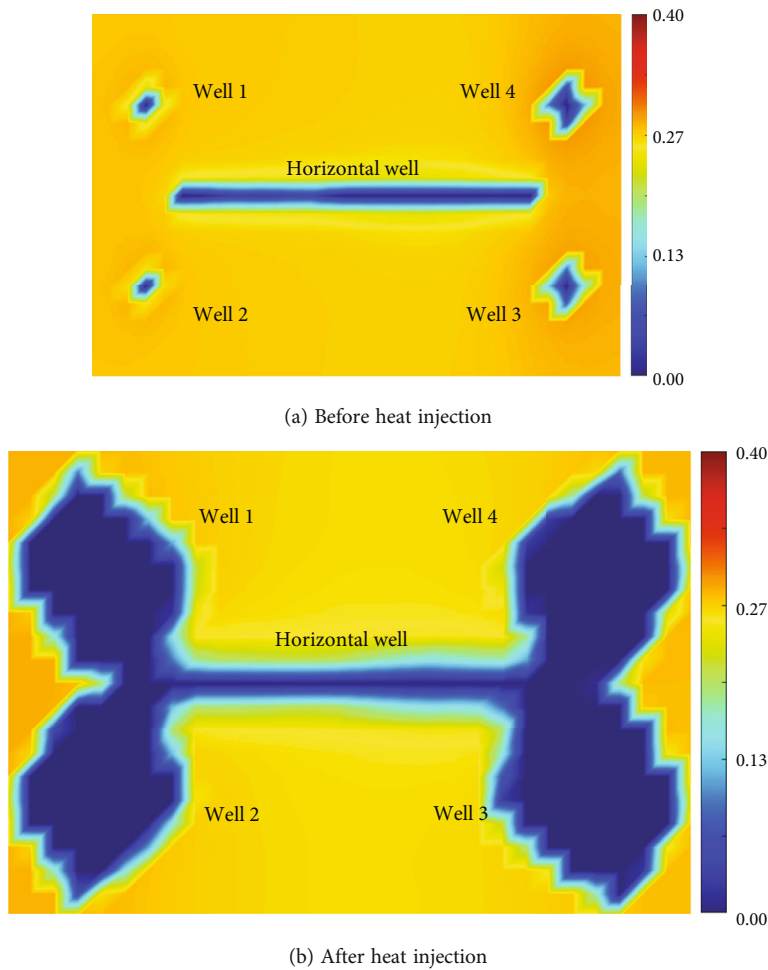 0.40
Well 1
Well 4
0.27
Horizontal well
0.13
Well 2
Well 3
0.00
(a) Before heat injection
0.40
Well 1
Well 4
0.27
Horizontal well
0.13
Well 2
Well 3
0.00
(b) After heat injection